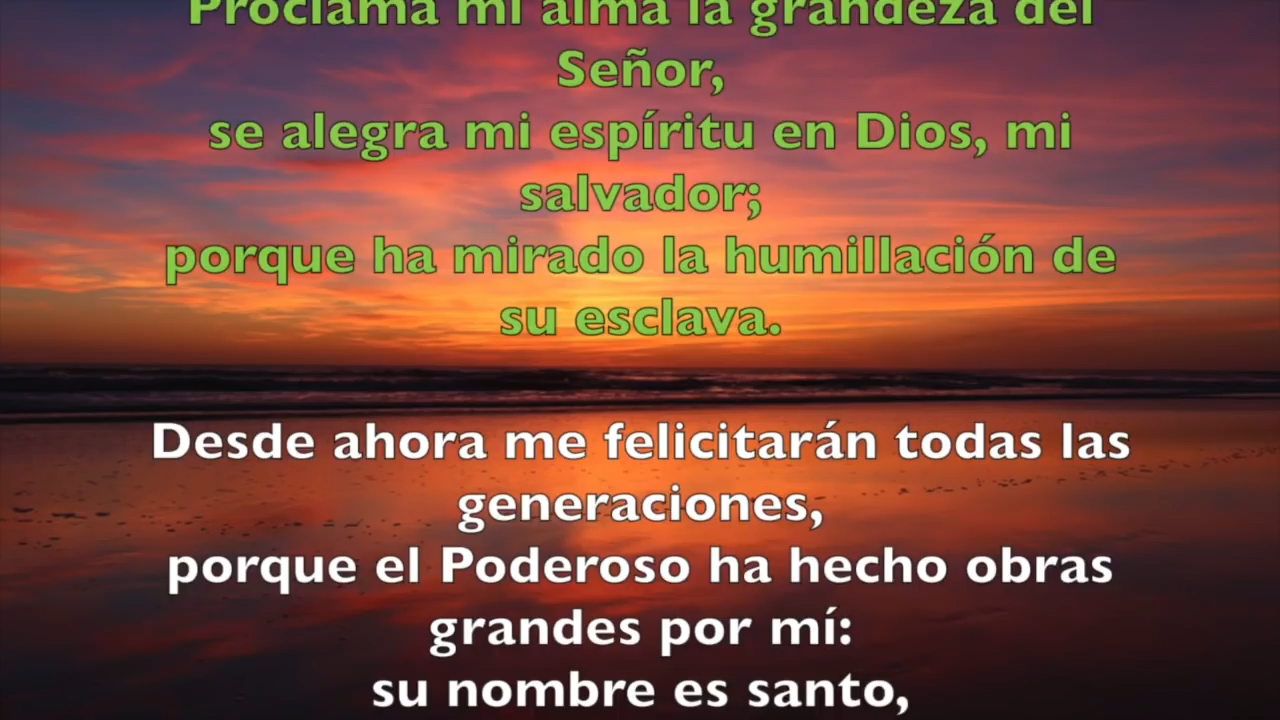 Proclama mi alma la grandeza del
Señor,
se alegra mi espíritu en Dios, mi
salvador;
porque ha mirado la humillación de
su esclava.
Desde ahora me felicitarán todas las
generaciones,
porque el Poderoso ha hecho obras
grandes por mí:
su nombre es santo,